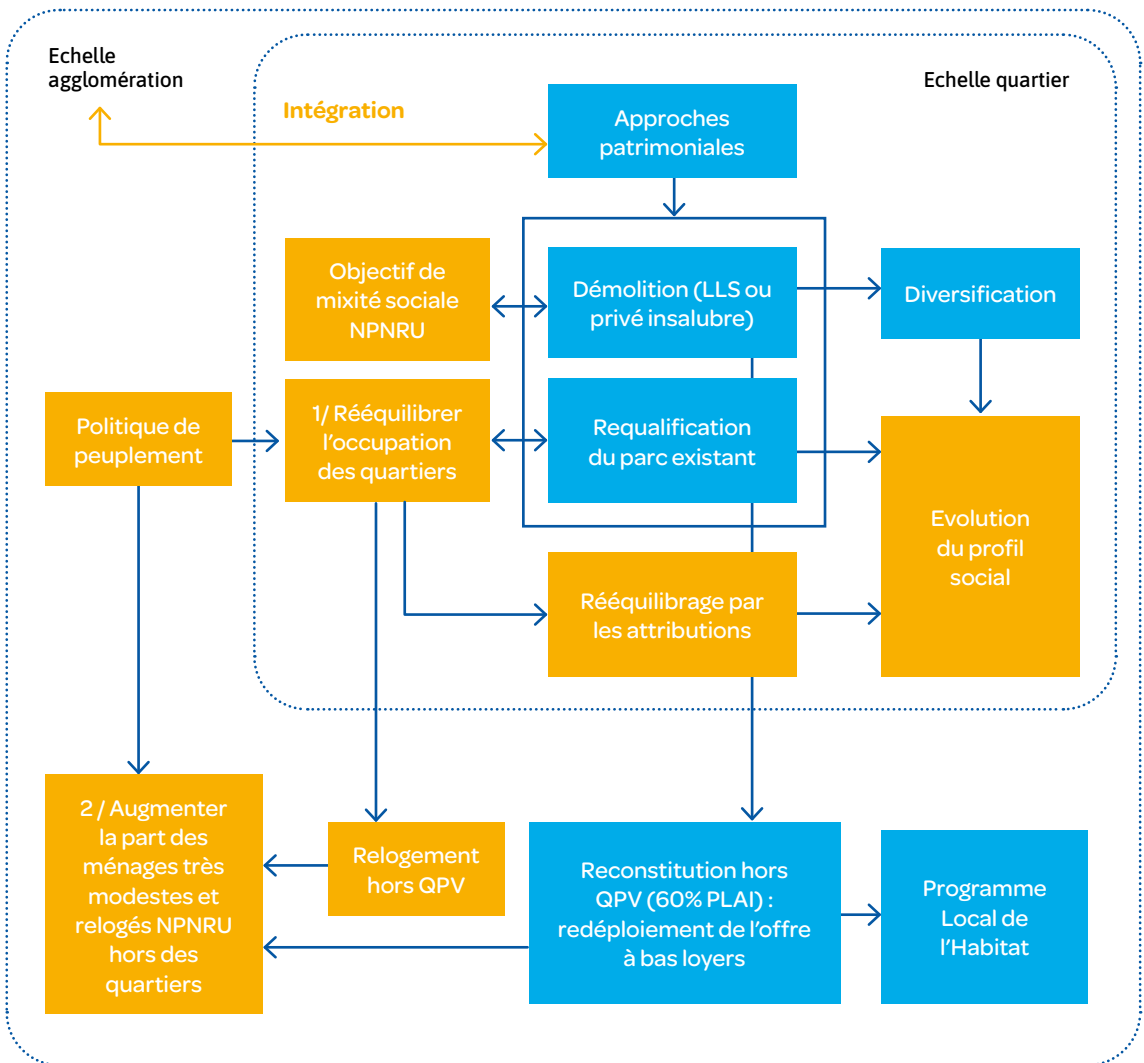 Echelle
agglomération
Echelle quartier
Intégration
Approches
patrimoniales
Objectif de
mixité sociale
NPNRU
Démolition (LLS ou
privé insalubre)
Diversification
Politique de
peuplement
1/ Rééquilibrer
l'occupation
des quartiers
Requalification
du parc existant
Evolution
du profil
social
Rééquilibrage par
les attributions
2 / Augmenter
la part des
ménages très
modestes et
relogés NPNRU
hors des
quartiers
Relogement
hors QPV
Reconstitution hors
QPV (60% PLAI) :
redéploiement de l'offre
à bas loyers
Programme
Local de
l'Habitat